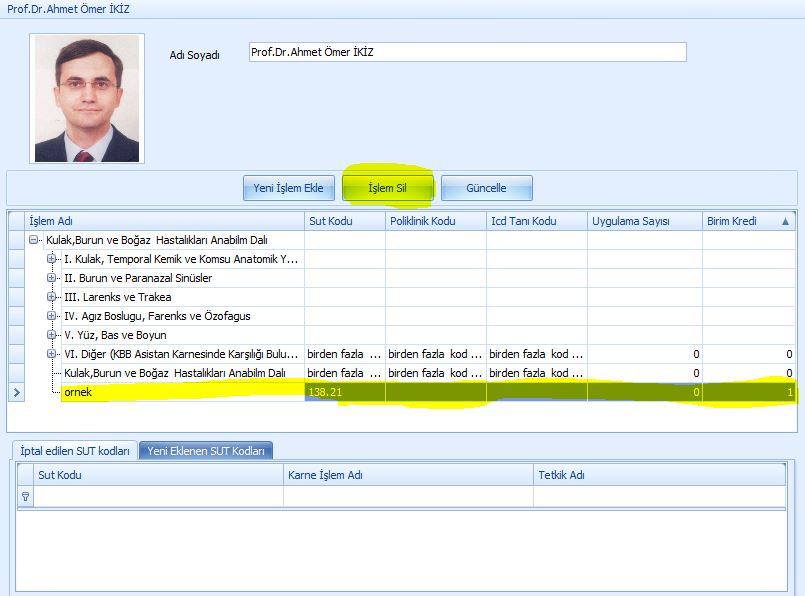 Prof.Dr.Ahmet Ömer İKİZ
Adı Soyadı Prof.Dr.Ahmet Ömer İKİZ
Yeni İşlem Ekle İşlem Sil Güncelle
İşlem Adı Sut Kodu Poliklinik Kodu Icd Tanı Kodu Uygulama Sayısı Birim Kredi
Kulak,Burun ve Boğaz Hastalıkları Anabilm Dalı
I. Kulak, Temporal Kemik ve Komsu Anatomik Y...
II. Burun ve Paranazal Sinüsler
III. Larenks ve Trakea
IV. Agız Boslugu, Farenks ve Özofagus
V. Yüz, Bas ve Boyun
VI. Diğer (KBB Asistan Karnesinde Karşılığı Bulu... birden fazla ... birden fazla kod ... birden fazla kod ... 0 0
Kulak,Burun ve Boğaz Hastalıkları Anabilm Dalı birden fazla ... birden fazla kod ... birden fazla kod ... 0 0
ornek 138.21 0 1
İptal edilen SUT kodları Yeni Eklenen SUT Kodları
Sut Kodu Karne İşlem Adı Tetkik Adı